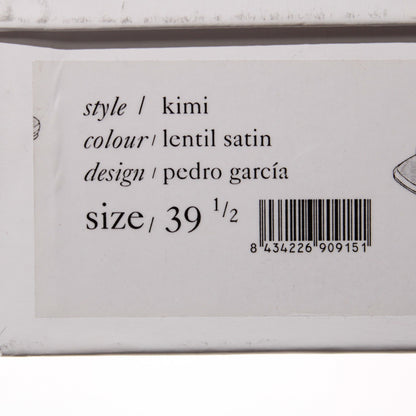 style / kimi
colour / lentil satin
design / pedro garcía
size / 39 1/2
8 434226 909151